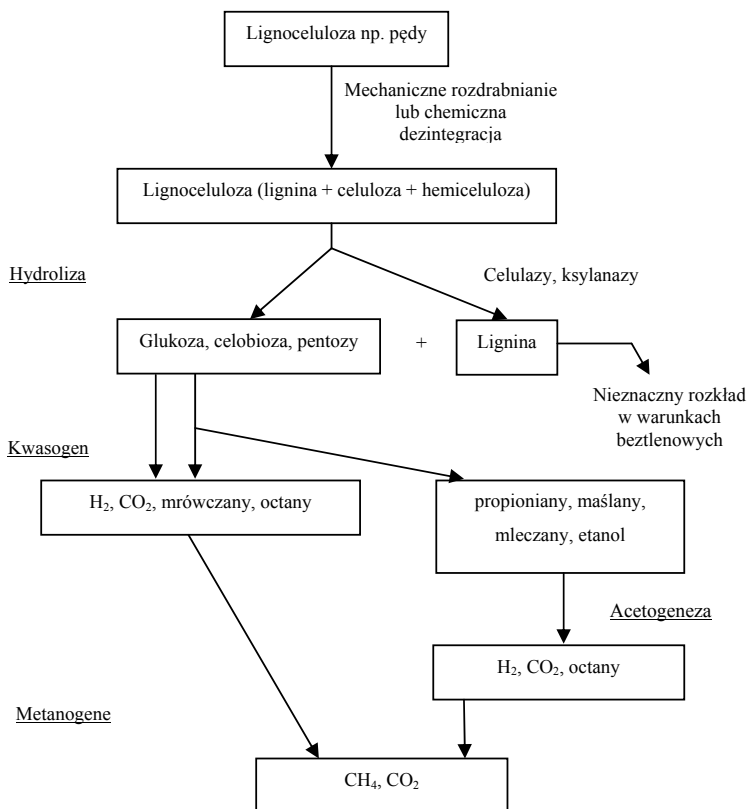 Lignoceluloza np. pędy
Mechaniczne rozdrabnianie
lub chemiczna
dezintegracja
Lignoceluloza (lignina + celuloza + hemiceluloza)
Hydroliza
Celulazy, ksylanazy
Glukoza, celobioza, pentozy
+
Lignina
Nieznaczny rozkład
w warunkach
beztlenowych
Kwasogen
H₂, CO₂, mrówczany, octany
propioniany, maślany,
mleczany, etanol
Acetogeneza
H₂, CO₂, octany
Metanogene
CH₄, CO₂